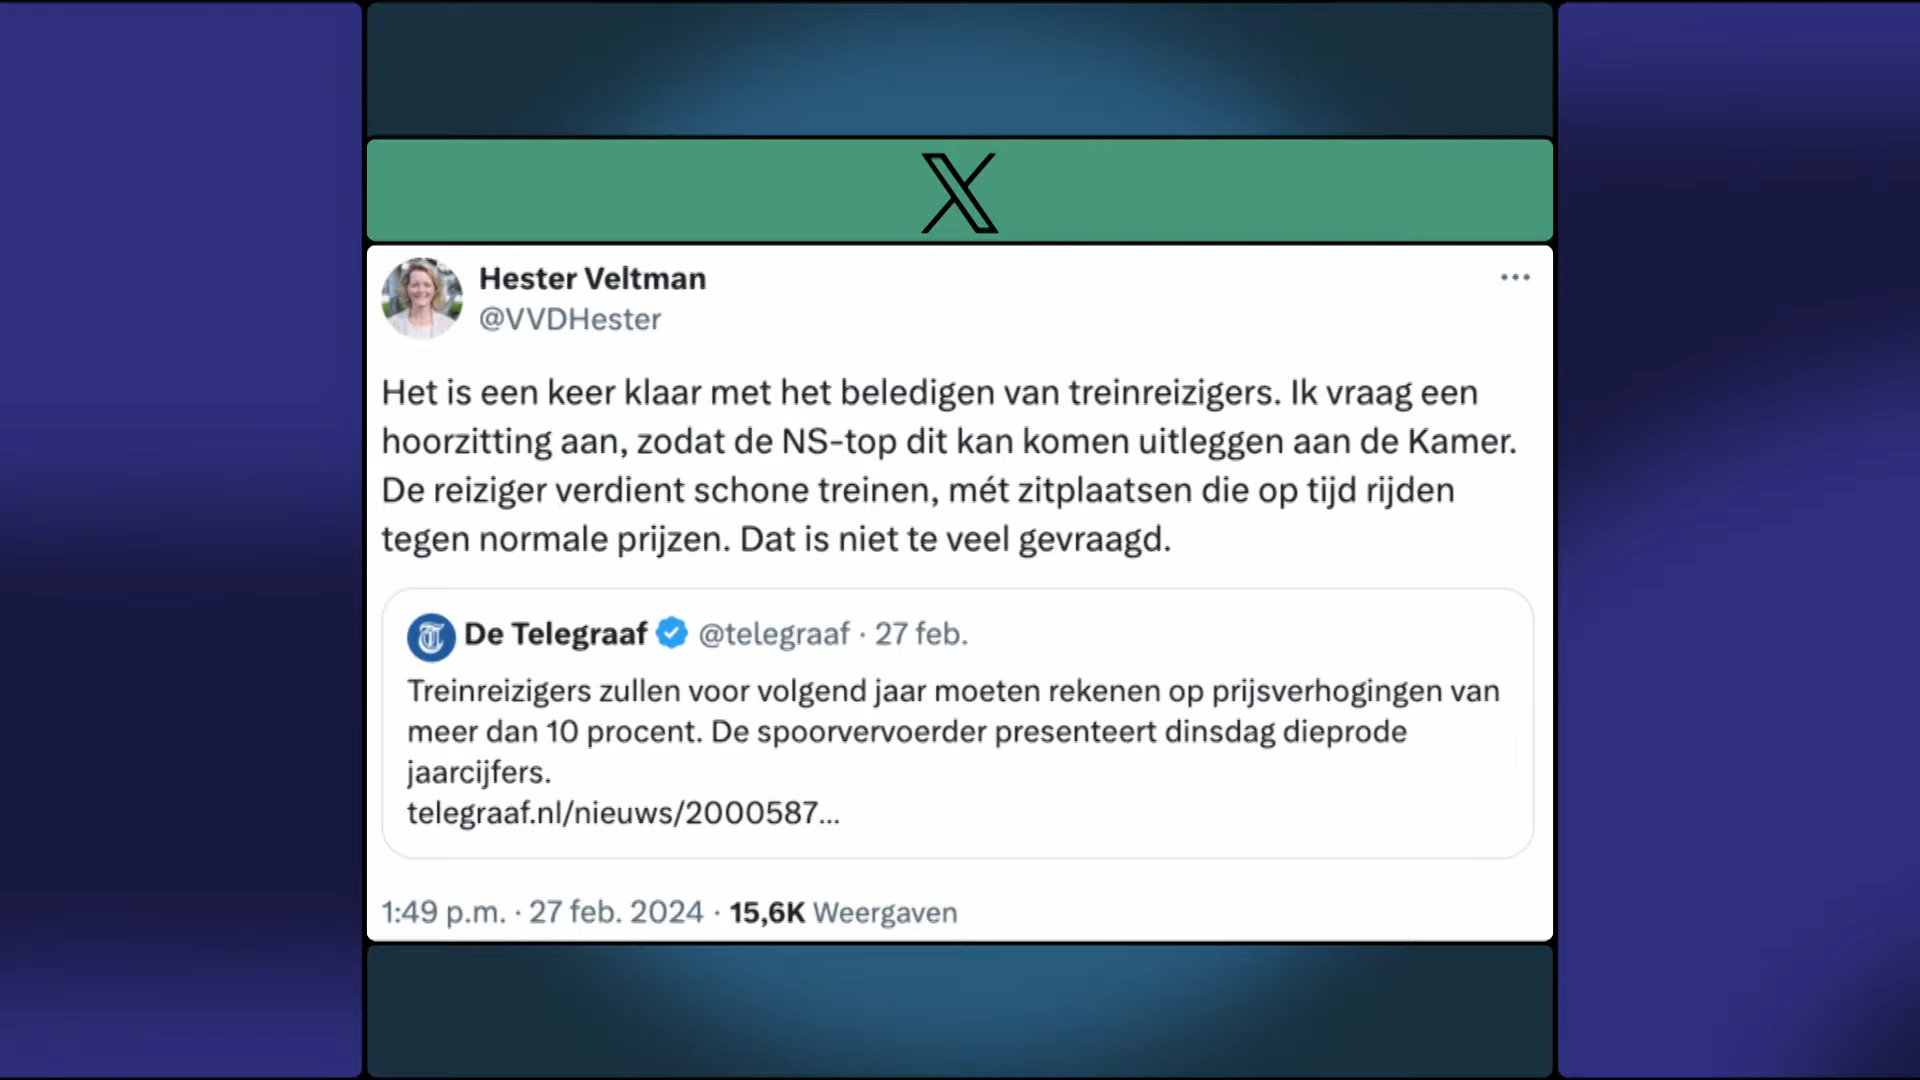 Hester Veltman
@VVDHester
Het is een keer klaar met het beledigen van treinreizigers. Ik vraag een
hoorzitting aan, zodat de NS-top dit kan komen uitleggen aan de Kamer.
De reiziger verdient schone treinen, mét zitplaatsen die op tijd rijden
tegen normale prijzen. Dat is niet te veel gevraagd.
De Telegraaf @telegraaf · 27 feb.
Treinreizigers zullen voor volgend jaar moeten rekenen op prijsverhogingen van
meer dan 10 procent. De spoorvervoerder presenteert dinsdag dieprode
jaarcijfers.
telegraaf.nl/nieuws/2000587...
1:49 p.m. · 27 feb. 2024 · 15,6K Weergaven